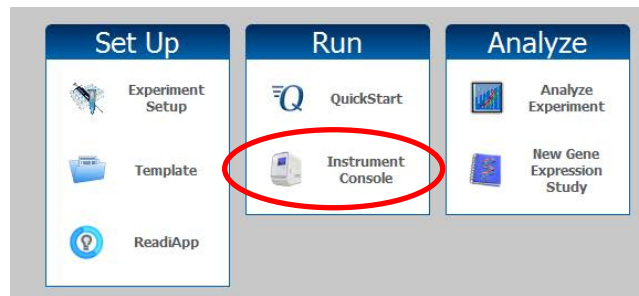 Set Up
Experiment
Setup
Template
ReadiApp
Run
QuickStart
Instrument
Console
Analyze
Analyze
Experiment
New Gene
Expression
Study